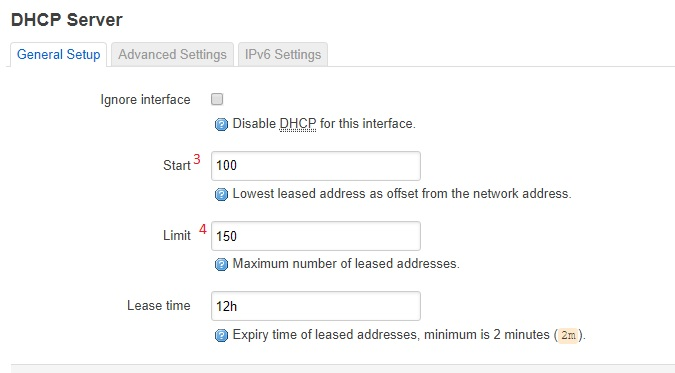 DHCP Server
General Setup Advanced Settings IPv6 Settings
Ignore interface
Disable DHCP for this interface.
Start 3 100
Lowest leased address as offset from the network address.
Limit 4 150
Maximum number of leased addresses.
Lease time 12h
Expiry time of leased addresses, minimum is 2 minutes (2m).